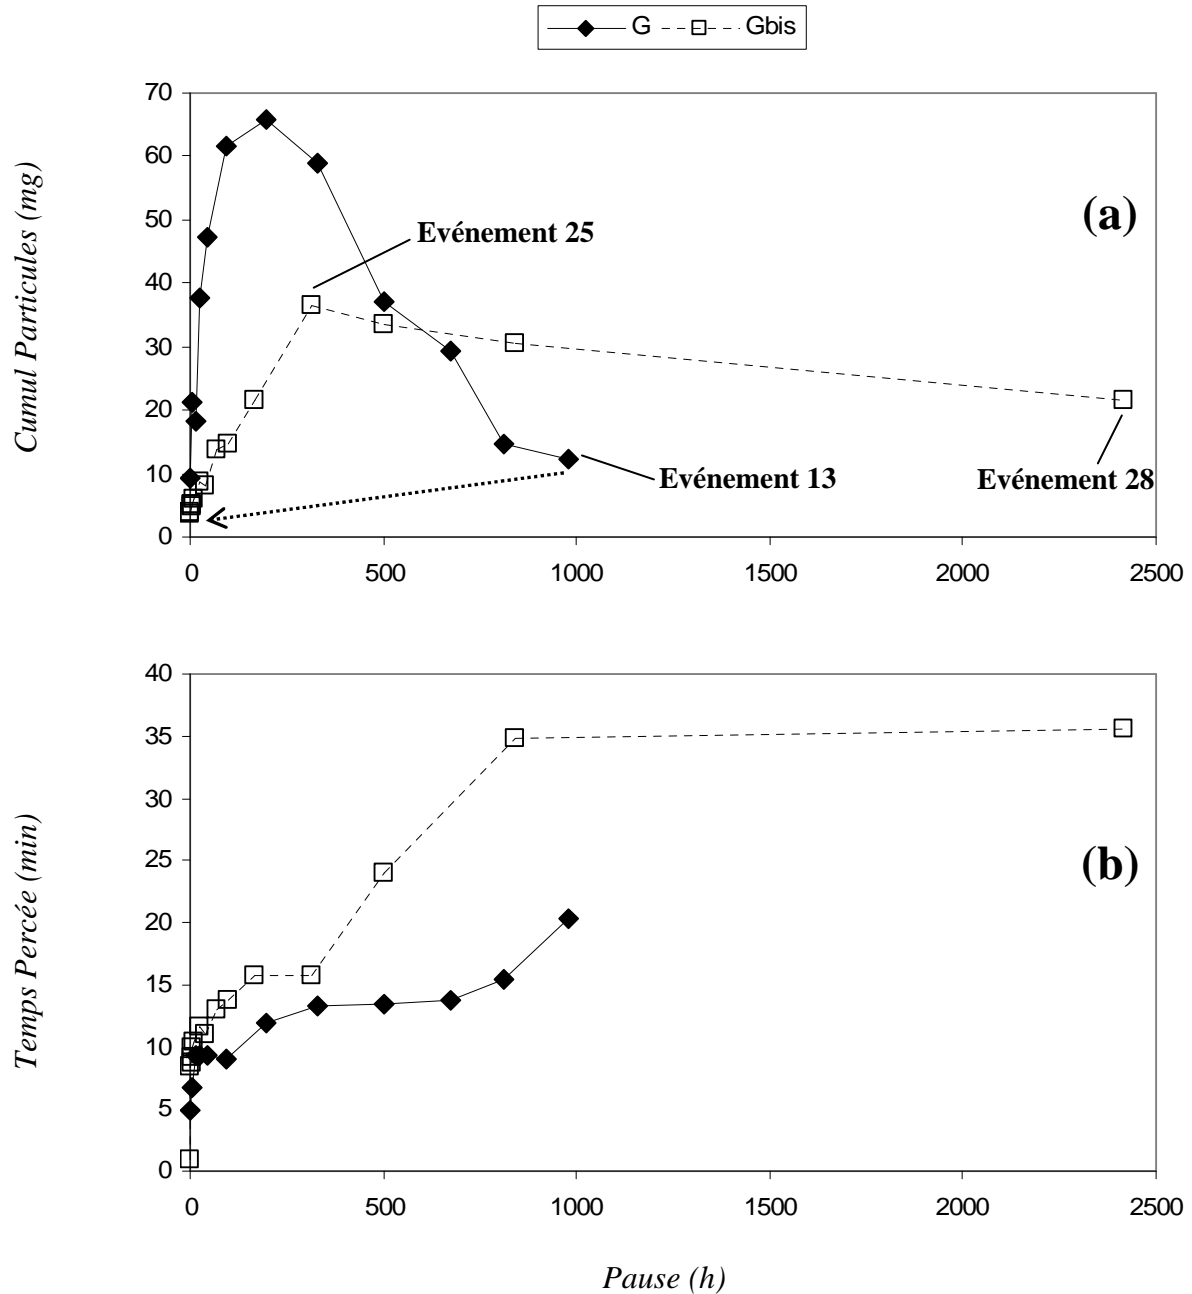 G Gbis
70
60
50
40
30
20
10
0
Cumul Particules (mg)
(a)
Evénement 25
Evénement 13
Evénement 28
0 500 1000 1500 2000 2500
40
35
30
25
20
15
10
5
0
Temps Percée (min)
(b)
0 500 1000 1500 2000 2500
Pause (h)